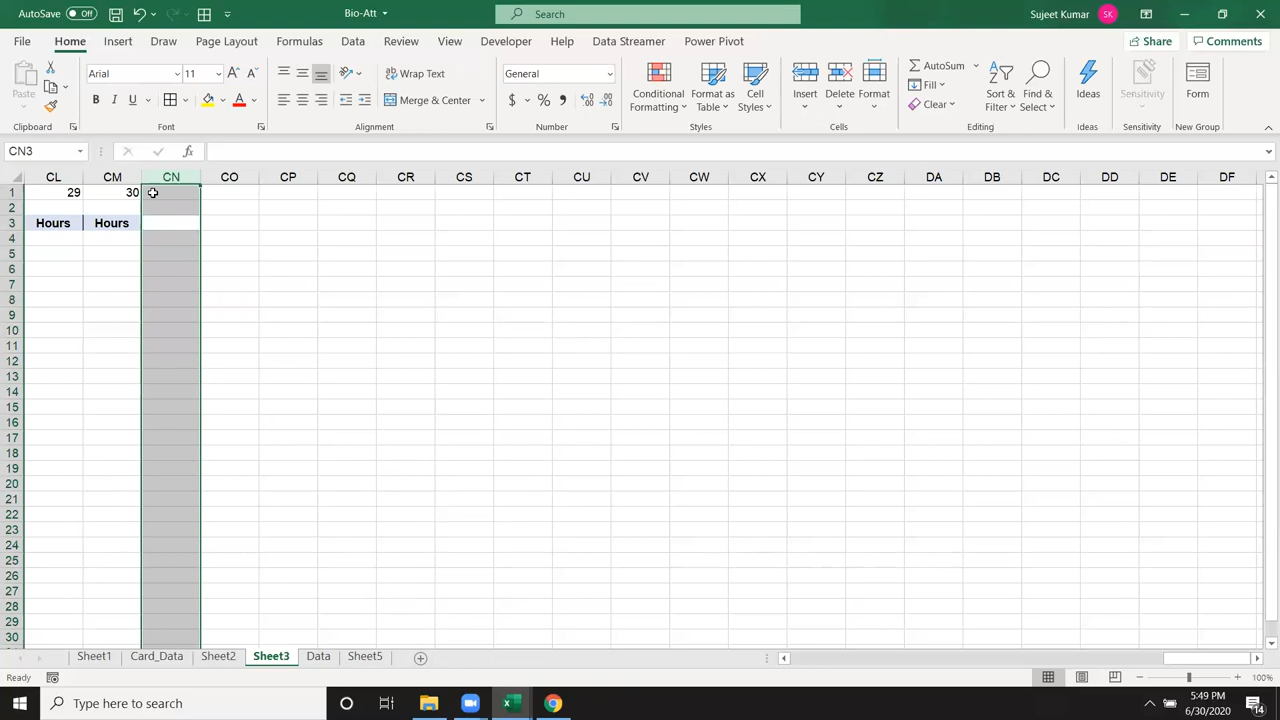 AutoSave Off Bio-Att Search Sujeet Kumar SK
File Home Insert Draw Page Layout Formulas Data Review View Developer Help Data Streamer Power Pivot Share Comments
Arial 11 Wrap Text General AutoSum
Paste Conditional Formatting Format as Table Cell Styles Insert Delete Format Fill Sort & Filter Find & Select Ideas Sensitivity Form
B I U A Merge & Center $ % , Clear
Clipboard Font Alignment Number Styles Cells Editing Ideas Sensitivity New Group
CN3 fx
CL CM CN CO CP CQ CR CS CT CU CV CW CX CY CZ DA DB DC DD DE DF
1 29 30
2
3 Hours Hours
4
5
6
7
8
9
10
11
12
13
14
15
16
17
18
19
20
21
22
23
24
25
26
27
28
29
30
Sheet1 Card_Data Sheet2 Sheet3 Data Sheet5
Ready 100%
Type here to search 5:49 PM
6/30/2020 14